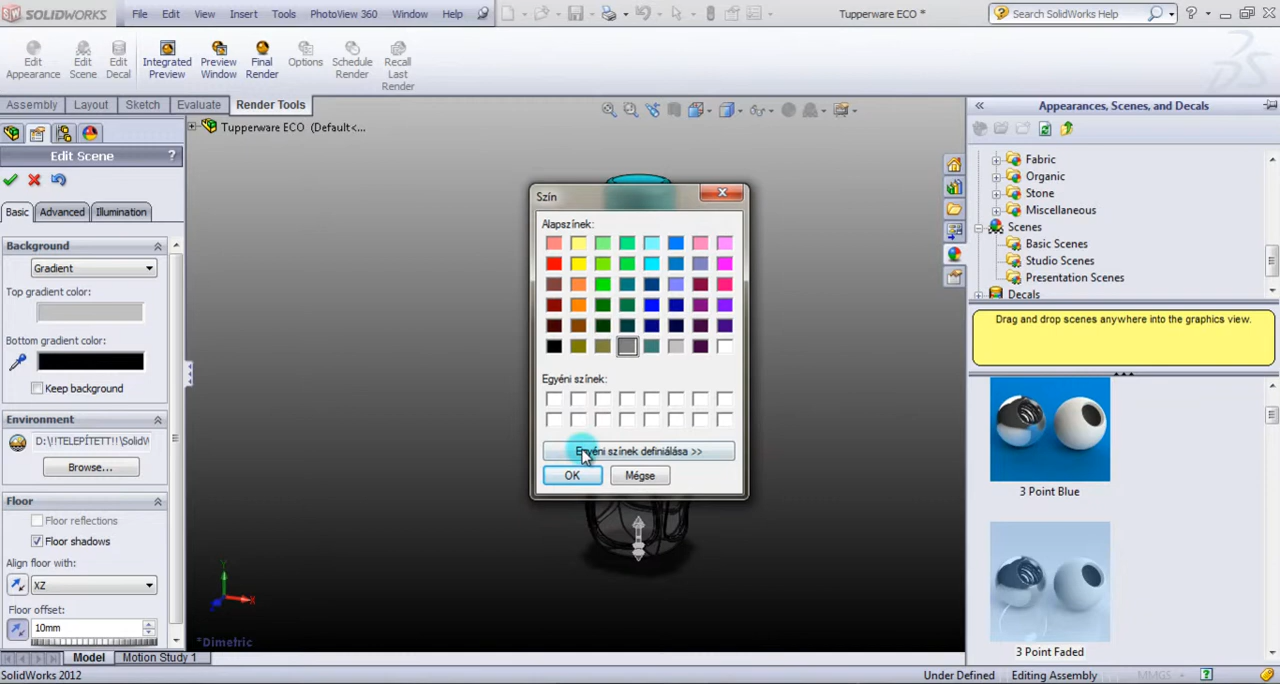 SOLIDWORKS File Edit View Insert Tools PhotoView 360 Window Help Tupperware ECO * Search SolidWorks Help
Edit Appearance
Edit Scene
Edit Decal
Integrated Preview
Preview Window
Final Render
Options
Schedule Render
Recall Last Render
Assembly Layout Sketch Evaluate Render Tools
Tupperware ECO (Default<...
Edit Scene ?
Basic Advanced Illumination
Background
Gradient
Top gradient color:
Bottom gradient color:
Keep background
Environment
D:\!!TELEPÍTETT!!\SolidW
Browse...
Floor
Floor reflections
Floor shadows
Align floor with:
XZ
Floor offset:
10mm
Szín
Alapszínek:
Egyéni színek:
Egyéni színek definiálása >>
OK Mégse
Y
X
*Dimetric
Appearances, Scenes, and Decals
Fabric
Organic
Stone
Miscellaneous
Scenes
Basic Scenes
Studio Scenes
Presentation Scenes
Decals
Drag and drop scenes anywhere into the graphics view.
3 Point Blue
3 Point Faded
Model Motion Study 1
SolidWorks 2012 Under Defined Editing Assembly MMGS